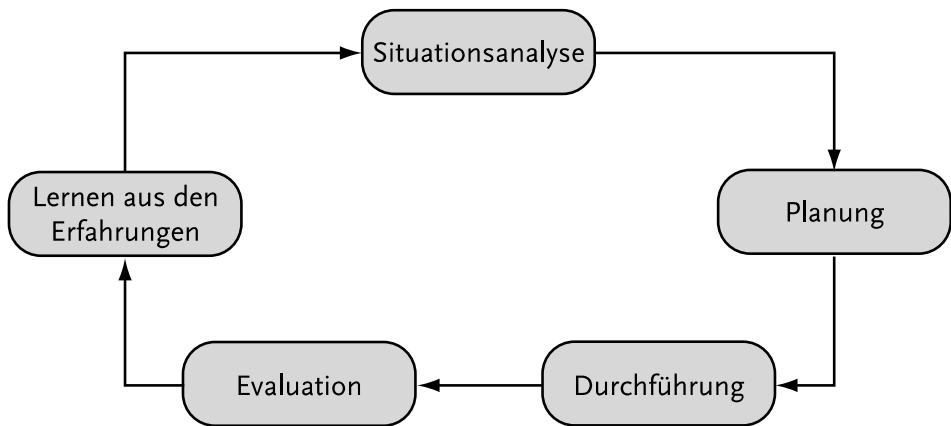 Situationsanalyse
Lernen aus den
Erfahrungen
Planung
Evaluation
Durchführung